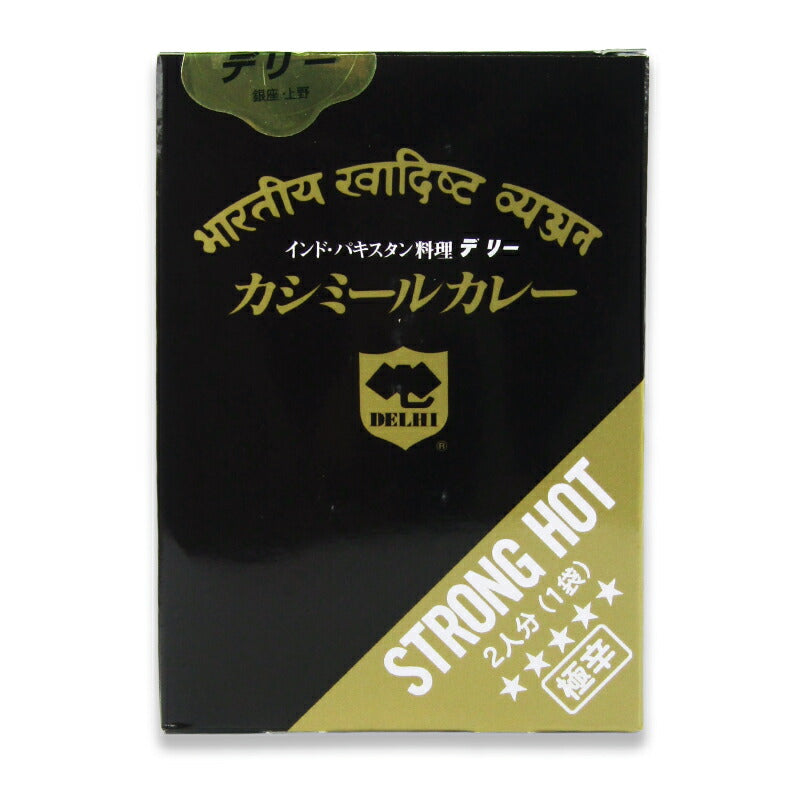 デリー
銀座・上野
भारतीय स्वादिष्ट व्यञ्जन
インド・パキスタン料理 デリー
カシミールカレー
DELHI
®
STRONG HOT
2人分(1袋)
★★★★★
極辛